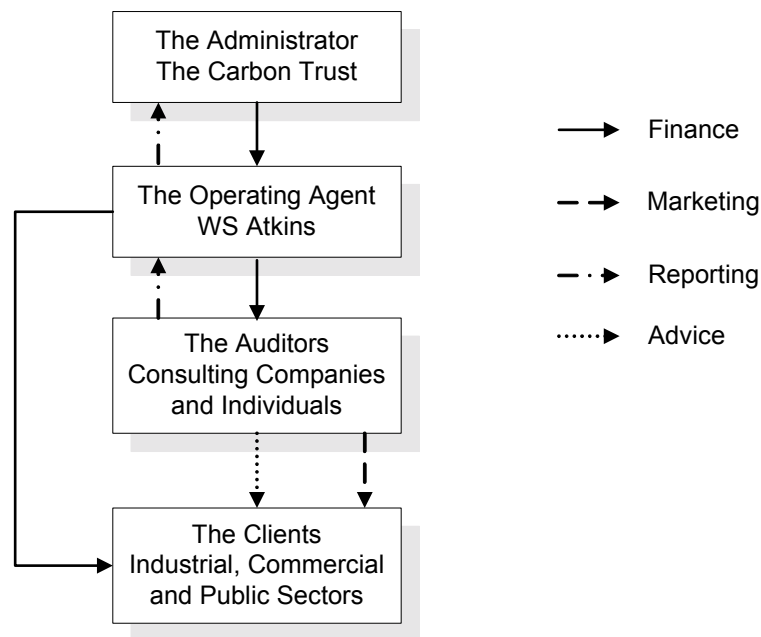 The Administrator
The Carbon Trust
The Operating Agent
WS Atkins
The Auditors
Consulting Companies
and Individuals
The Clients
Industrial, Commercial
and Public Sectors
Finance
Marketing
Reporting
Advice